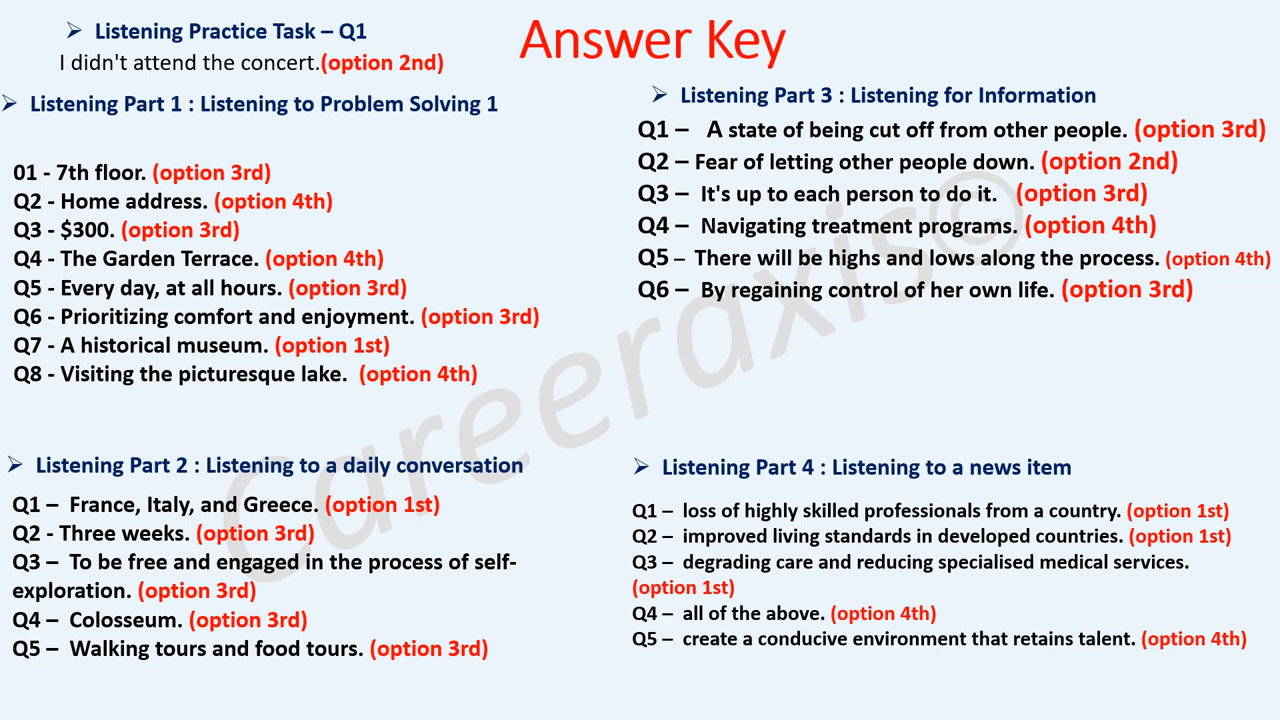 Answer Key
➢ Listening Practice Task – Q1
I didn't attend the concert.(option 2nd)
➢ Listening Part 1 : Listening to Problem Solving 1
01 - 7th floor. (option 3rd)
Q2 - Home address. (option 4th)
Q3 - $300. (option 3rd)
Q4 - The Garden Terrace. (option 4th)
Q5 - Every day, at all hours. (option 3rd)
Q6 - Prioritizing comfort and enjoyment. (option 3rd)
Q7 - A historical museum. (option 1st)
Q8 - Visiting the picturesque lake. (option 4th)
➢ Listening Part 2 : Listening to a daily conversation
Q1 – France, Italy, and Greece. (option 1st)
Q2 - Three weeks. (option 3rd)
Q3 – To be free and engaged in the process of self-
exploration. (option 3rd)
Q4 – Colosseum. (option 3rd)
Q5 – Walking tours and food tours. (option 3rd)
➢ Listening Part 3 : Listening for Information
Q1 – A state of being cut off from other people. (option 3rd)
Q2 – Fear of letting other people down. (option 2nd)
Q3 – It's up to each person to do it. (option 3rd)
Q4 – Navigating treatment programs. (option 4th)
Q5 – There will be highs and lows along the process. (option 4th)
Q6 – By regaining control of her own life. (option 3rd)
➢ Listening Part 4 : Listening to a news item
Q1 – loss of highly skilled professionals from a country. (option 1st)
Q2 – improved living standards in developed countries. (option 1st)
Q3 – degrading care and reducing specialised medical services.
(option 1st)
Q4 – all of the above. (option 4th)
Q5 – create a conducive environment that retains talent. (option 4th)
Careeraxis©